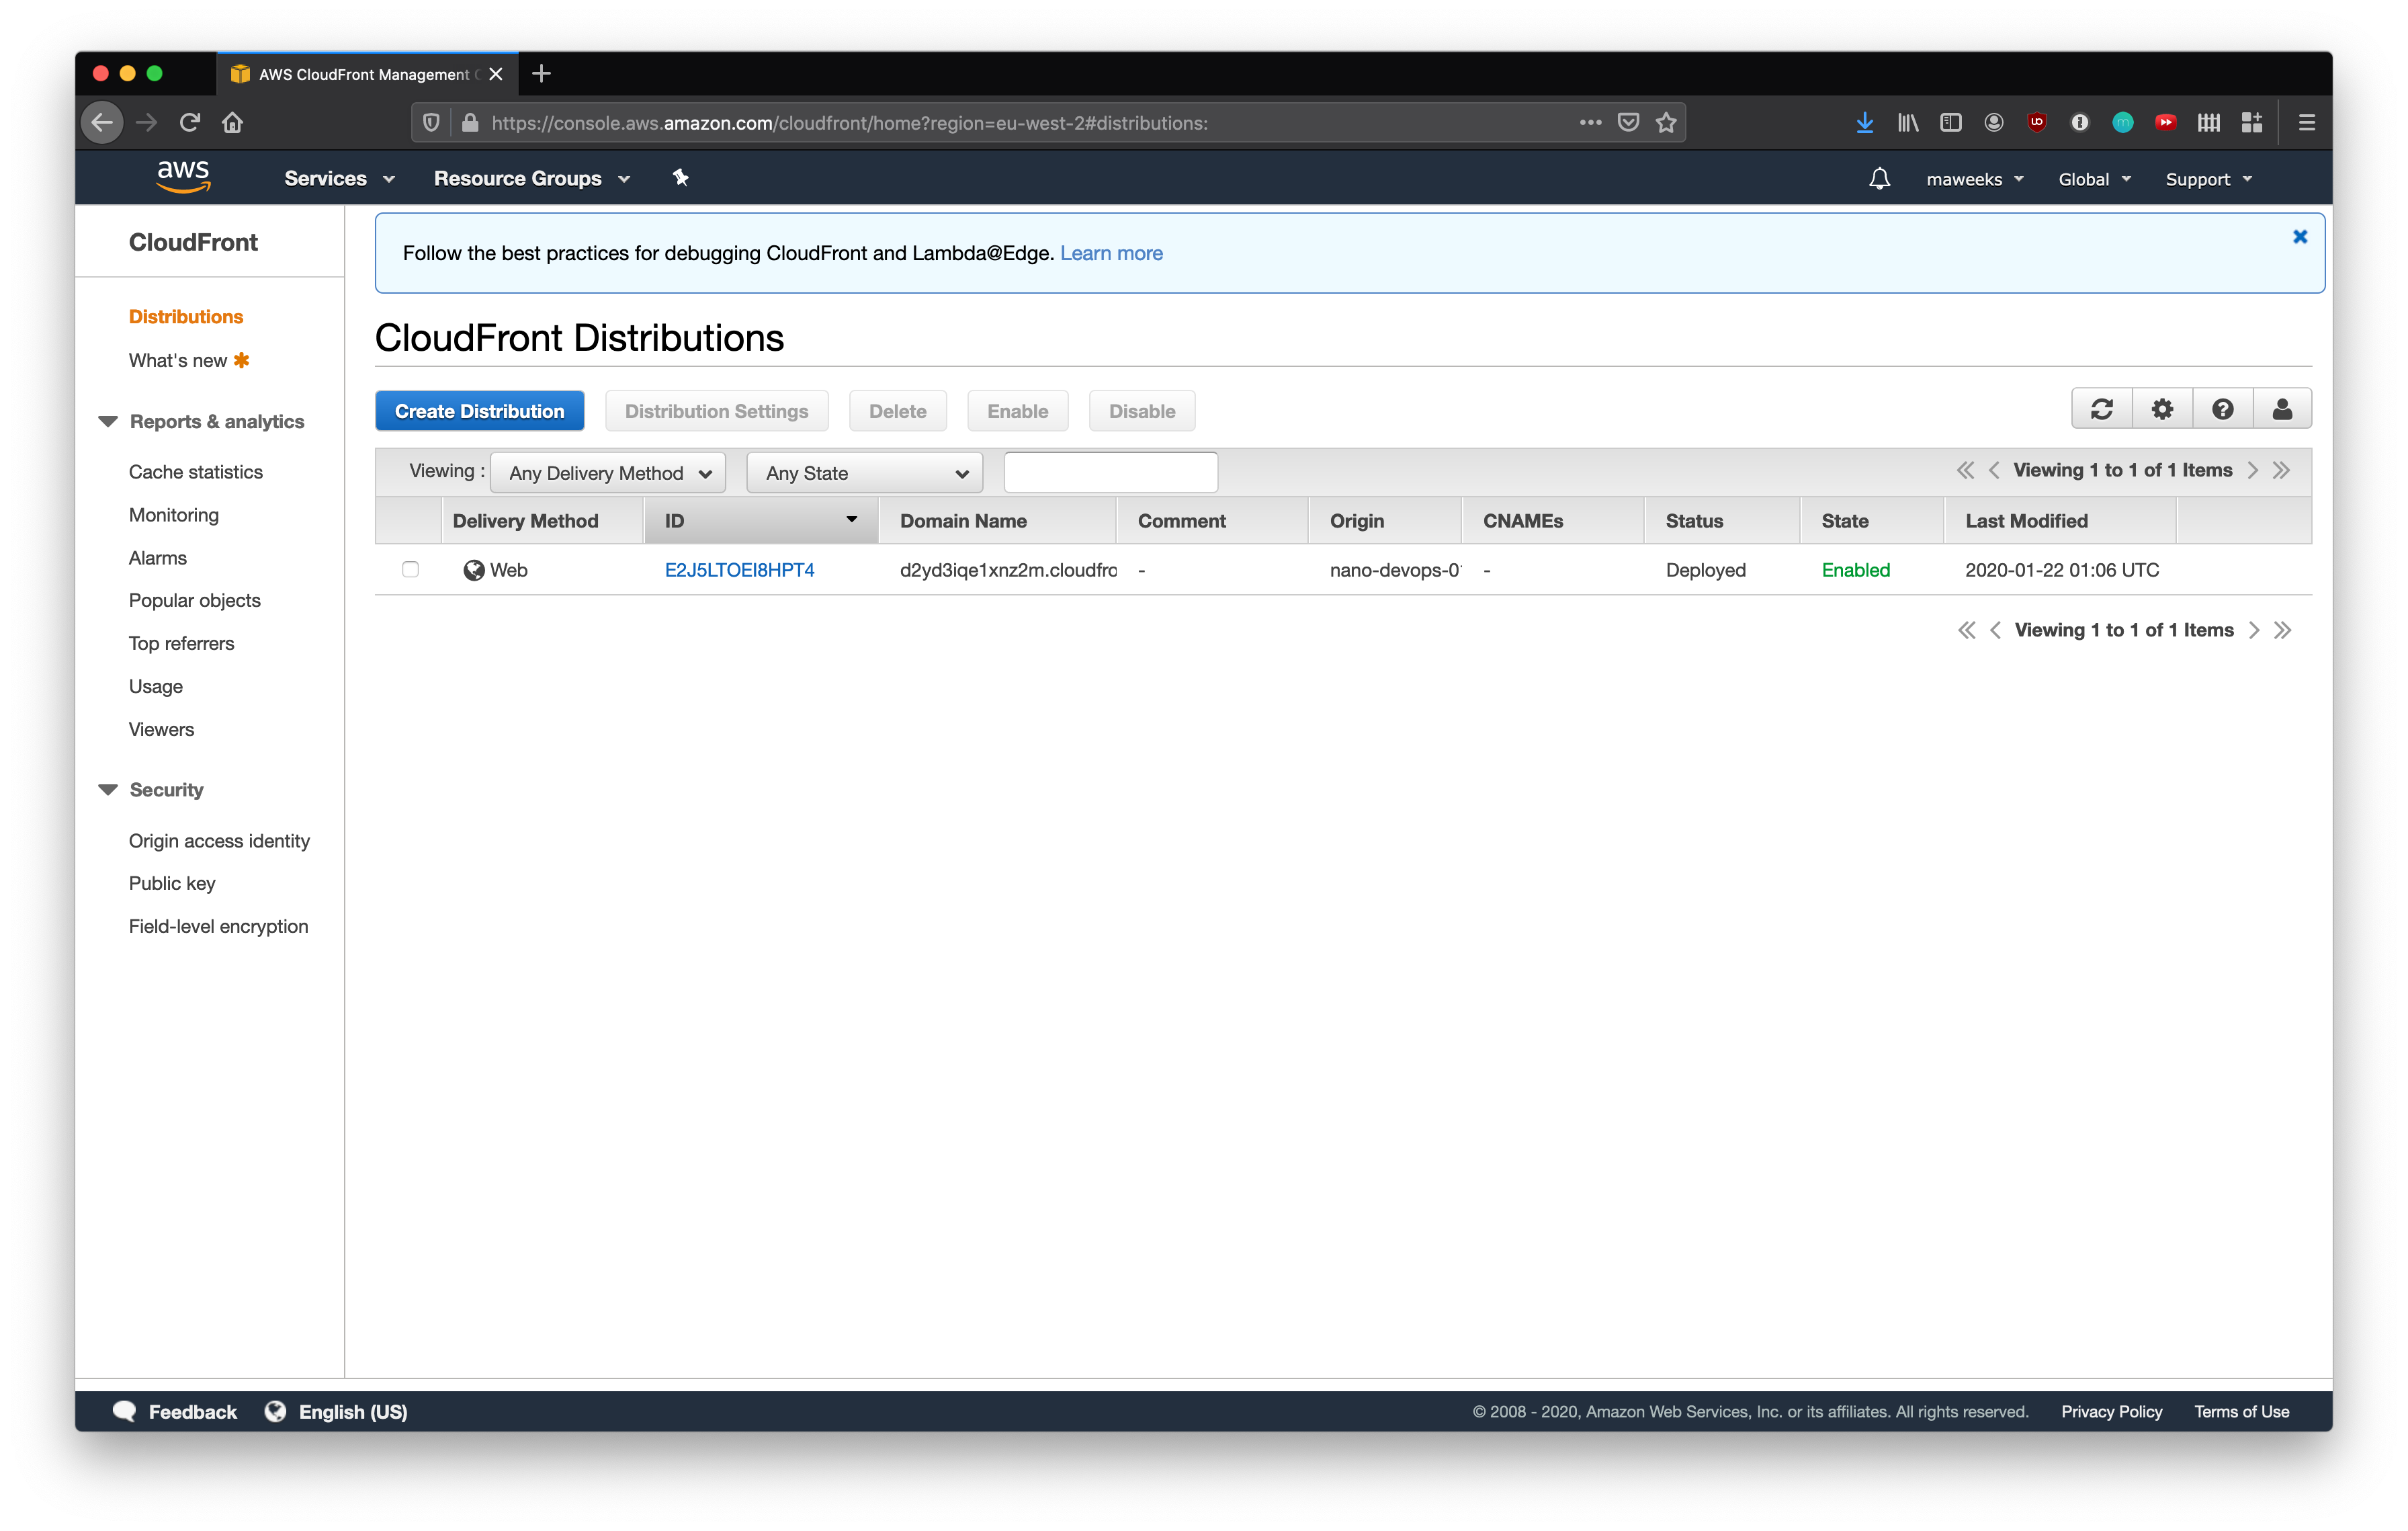 AWS CloudFront Management C
https://console.aws.amazon.com/cloudfront/home?region=eu-west-2#distributions:
aws Services Resource Groups maweeks Global Support
CloudFront
Distributions
What's new
Reports & analytics
Cache statistics
Monitoring
Alarms
Popular objects
Top referrers
Usage
Viewers
Security
Origin access identity
Public key
Field-level encryption
Follow the best practices for debugging CloudFront and Lambda@Edge. Learn more
CloudFront Distributions
Create Distribution Distribution Settings Delete Enable Disable
Viewing : Any Delivery Method Any State Viewing 1 to 1 of 1 Items
Delivery Method ID Domain Name Comment Origin CNAMEs Status State Last Modified
Web E2J5LTOEI8HPT4 d2yd3iqe1xnz2m.cloudfro - nano-devops-0 - Deployed Enabled 2020-01-22 01:06 UTC
Viewing 1 to 1 of 1 Items
Feedback English (US) © 2008 - 2020, Amazon Web Services, Inc. or its affiliates. All rights reserved. Privacy Policy Terms of Use